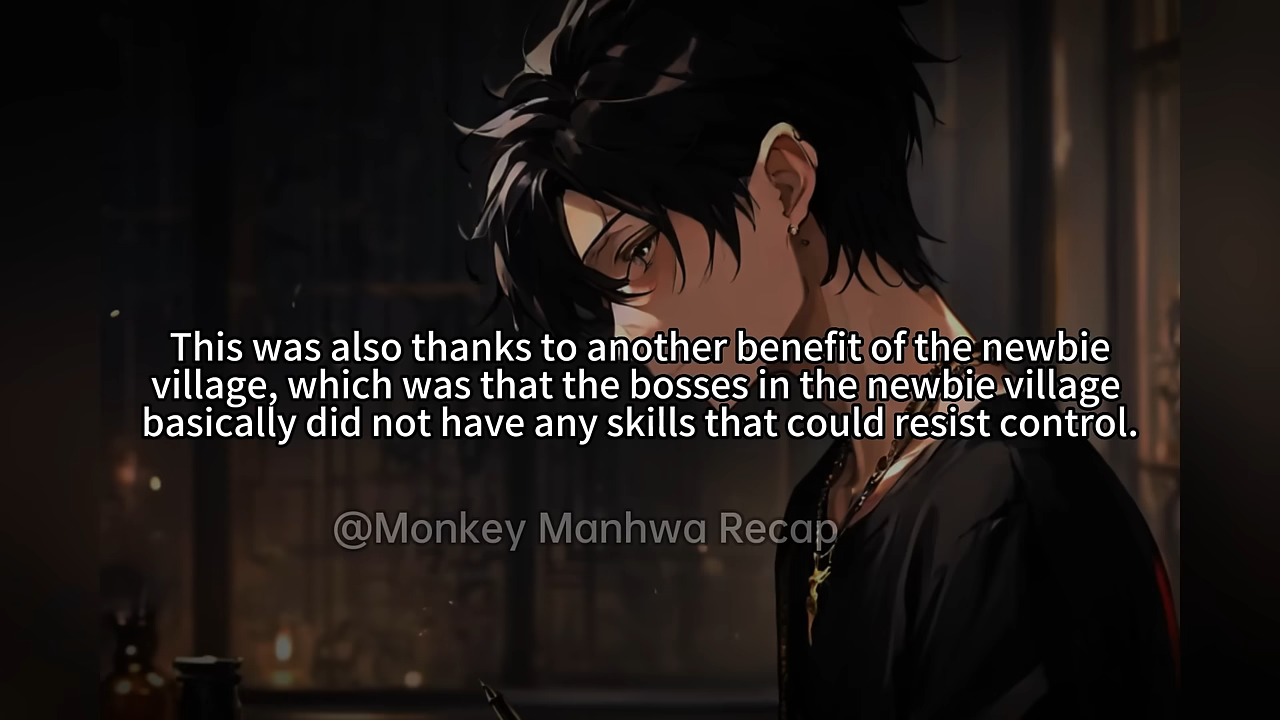 This was also thanks to another benefit of the newbie
village, which was that the bosses in the newbie village
basically did not have any skills that could resist control.
@Monkey Manhwa Recap